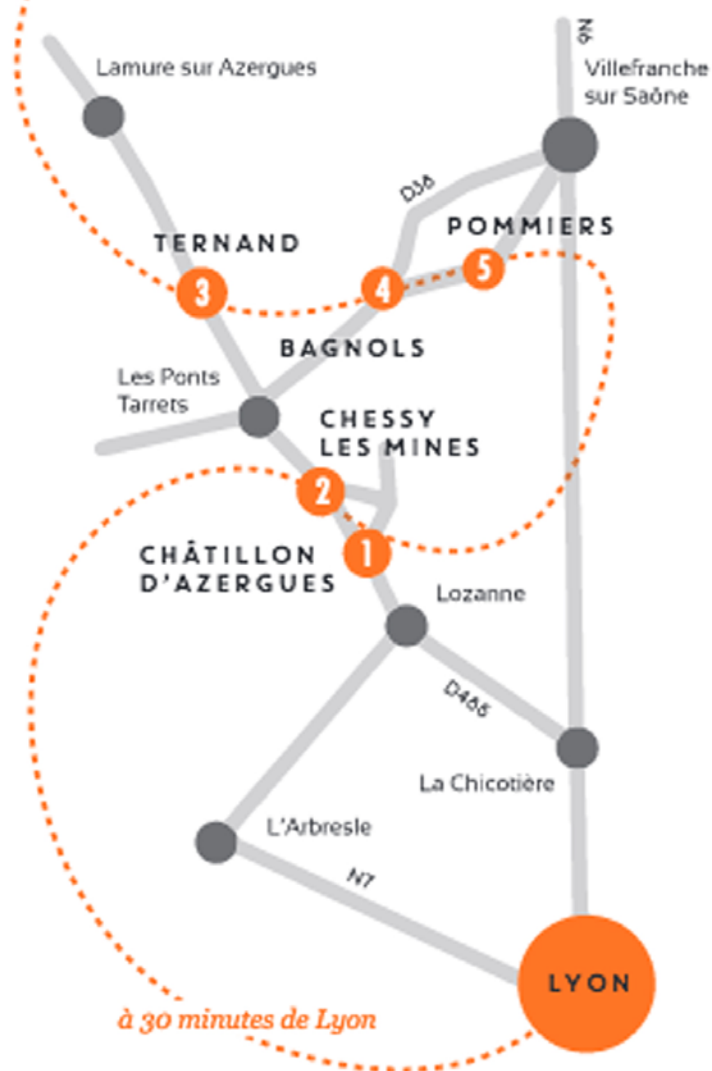 N6
Lamure sur Azergues
Villefranche
sur Saône
D38
POMMIERS
TERNAND
3
4
5
BAGNOLS
Les Ponts
Tarrets
CHESSY
LES MINES
2
CHÂTILLON
D'AZERGUES
1
Lozanne
D485
La Chicotière
L'Arbresle
N7
LYON
à 30 minutes de Lyon